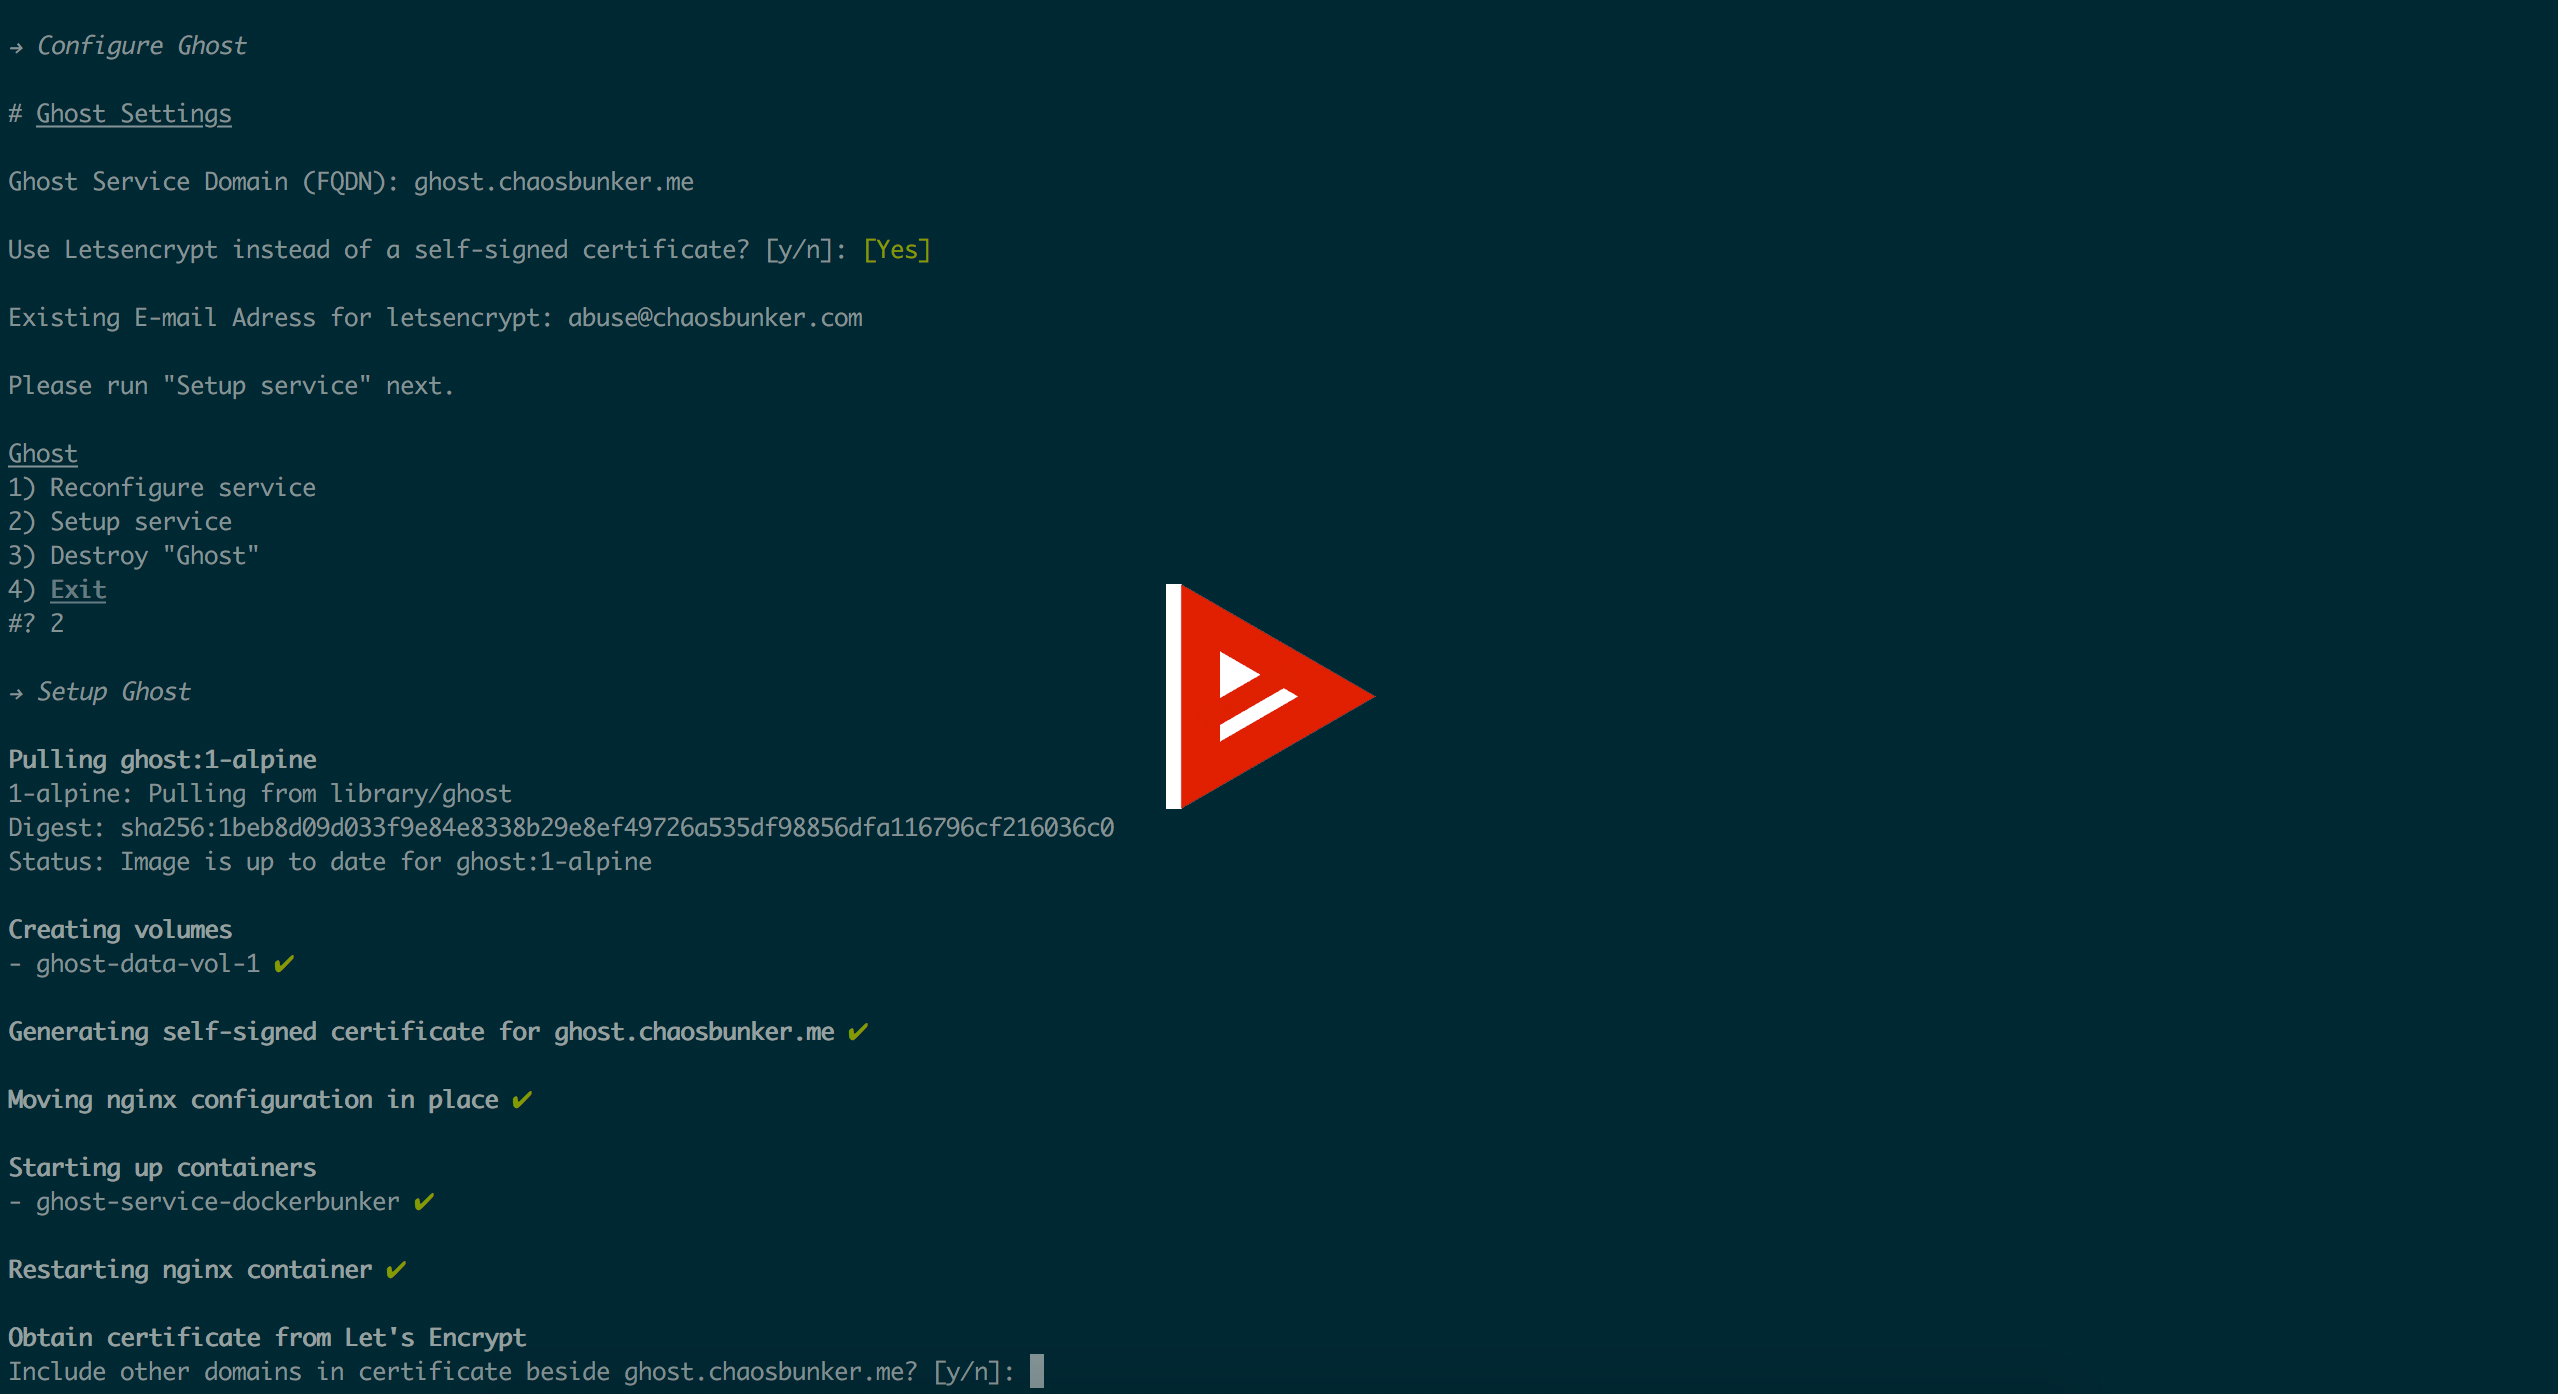 → Configure Ghost
# Ghost Settings
Ghost Service Domain (FQDN): ghost.chaosbunker.me
Use Letsencrypt instead of a self-signed certificate? [y/n]: [Yes]
Existing E-mail Adress for letsencrypt: abuse@chaosbunker.com
Please run "Setup service" next.
Ghost
1) Reconfigure service
2) Setup service
3) Destroy "Ghost"
4) Exit
#? 2
→ Setup Ghost
Pulling ghost:1-alpine
1-alpine: Pulling from library/ghost
Digest: sha256:1beb8d09d033f9e84e8338b29e8ef49726a535df98856dfa116796cf216036c0
Status: Image is up to date for ghost:1-alpine
Creating volumes
- ghost-data-vol-1 ✔
Generating self-signed certificate for ghost.chaosbunker.me ✔
Moving nginx configuration in place ✔
Starting up containers
- ghost-service-dockerbunker ✔
Restarting nginx container ✔
Obtain certificate from Let's Encrypt
Include other domains in certificate beside ghost.chaosbunker.me? [y/n]: